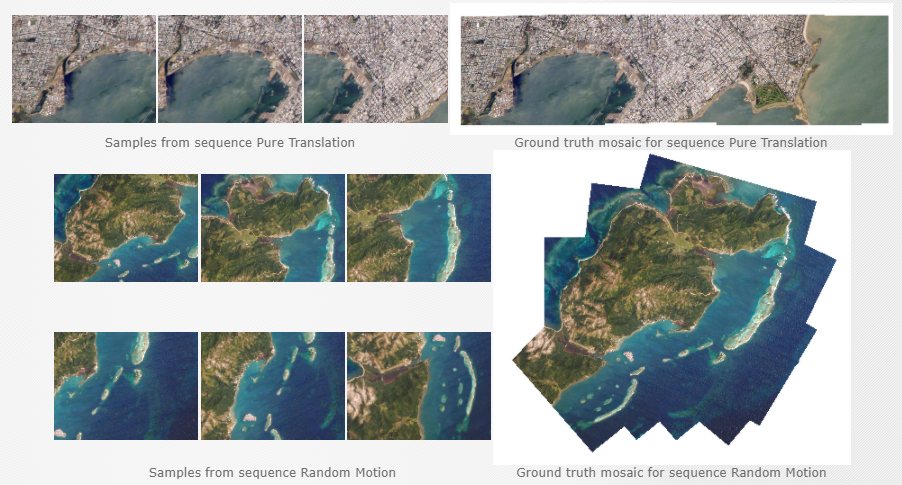 Samples from sequence Pure Translation
Ground truth mosaic for sequence Pure Translation
Samples from sequence Random Motion
Ground truth mosaic for sequence Random Motion